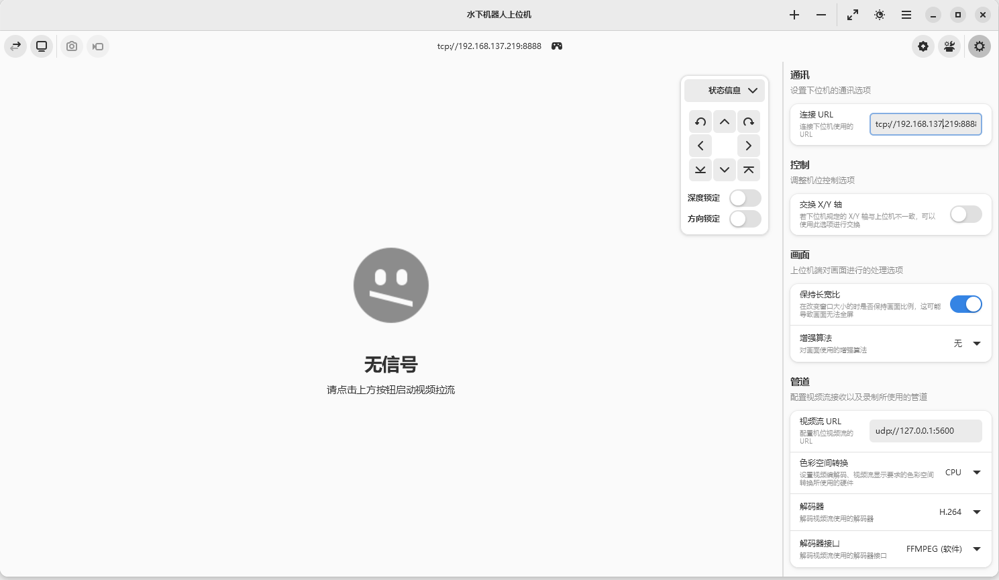 水下机器人上位机
tcp://192.168.137.219:8888
状态信息
深度锁定
方向锁定
无信号
请点击上方按钮启动视频拉流
通讯
设置下位机的通讯选项
连接 URL
连接下位机使用的
URL
tcp://192.168.137.219:8888
控制
调整机位控制选项
交换 X/Y 轴
若下位机规定的 X/Y 轴与上位机不一致，可以
使用此选项进行交换
画面
上位机端对画面进行的处理选项
保持长宽比
在改变窗口大小的时是否保持画面比例，这可能
导致画面无法全屏
增强算法
对画面使用的增强算法
无
管道
配置视频流接收以及录制所使用的管道
视频流 URL
配置机位视频流的
URL
udp://127.0.0.1:5600
色彩空间转换
设置视频编解码、视频流显示要求的色彩空间
转换所使用的硬件
CPU
解码器
解码视频流使用的解码器
H.264
解码器接口
解码视频流使用的解码器接口
FFMPEG (软件)